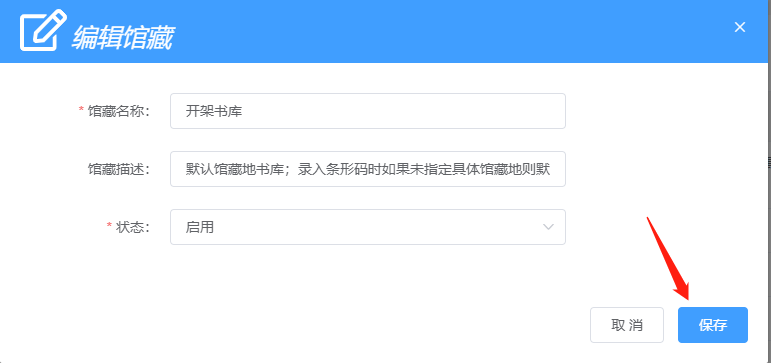 编辑馆藏
* 馆藏名称： 开架书库
馆藏描述： 默认馆藏地书库；录入条形码时如果未指定具体馆藏地则默
* 状态： 启用
取 消 保存